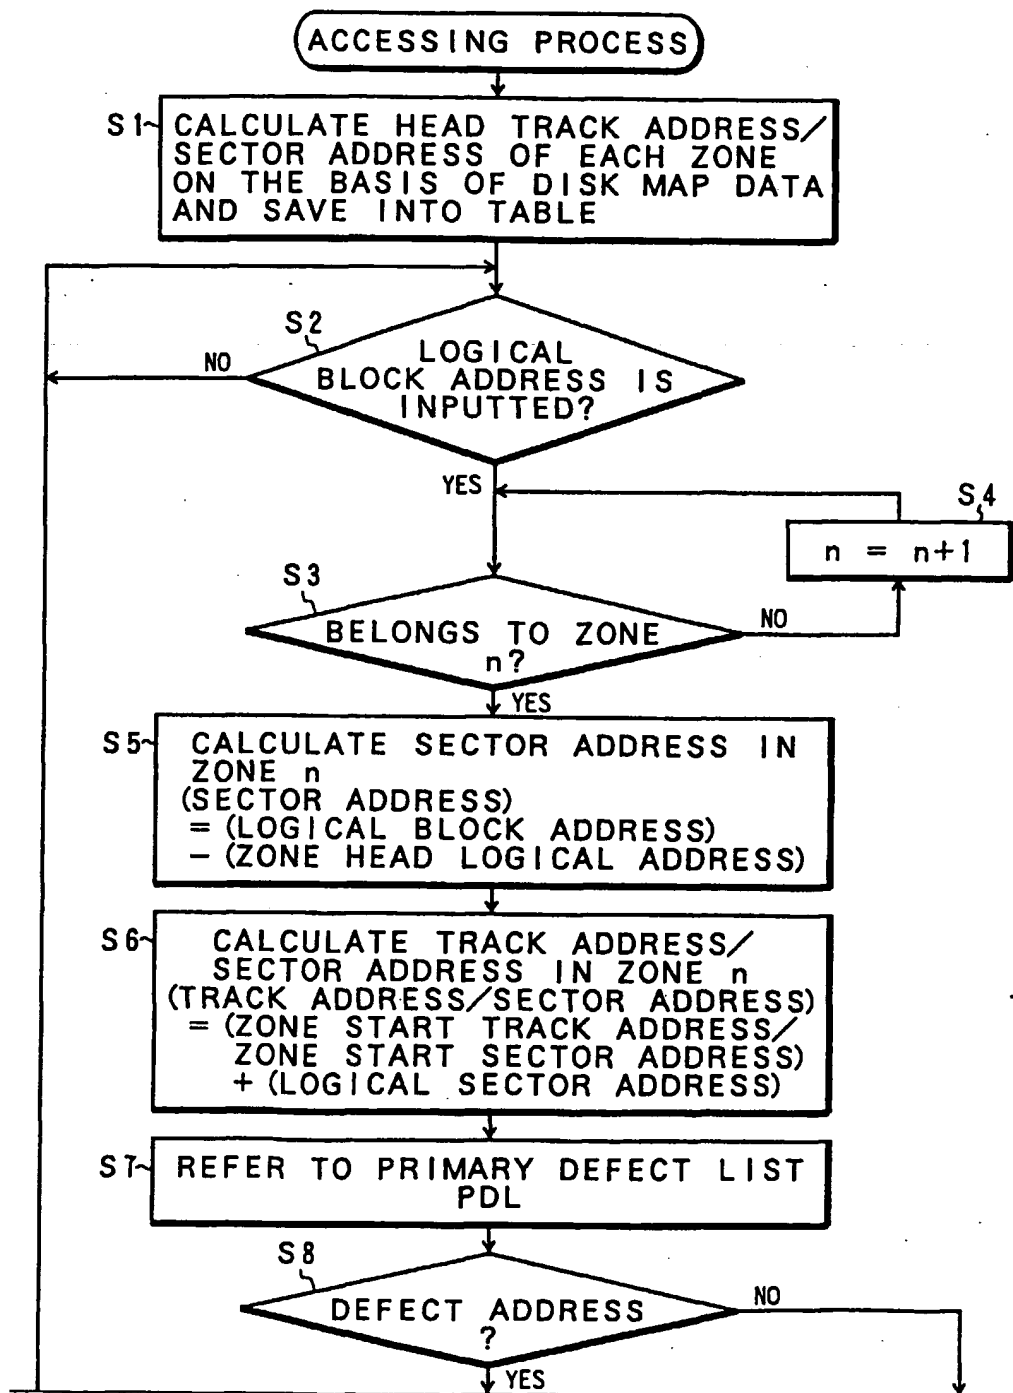 ACCESSING PROCESS
S1
CALCULATE HEAD TRACK ADDRESS/
SECTOR ADDRESS OF EACH ZONE
ON THE BASIS OF DISK MAP DATA
AND SAVE INTO TABLE
S2
NO
LOGICAL
BLOCK ADDRESS IS
INPUTTED?
YES
S4
n = n+1
S3
BELONGS TO ZONE
n?
NO
YES
S5
CALCULATE SECTOR ADDRESS IN
ZONE n
(SECTOR ADDRESS)
= (LOGICAL BLOCK ADDRESS)
- (ZONE HEAD LOGICAL ADDRESS)
S6
CALCULATE TRACK ADDRESS/
SECTOR ADDRESS IN ZONE n
(TRACK ADDRESS/SECTOR ADDRESS)
= (ZONE START TRACK ADDRESS/
ZONE START SECTOR ADDRESS)
+ (LOGICAL SECTOR ADDRESS)
S7
REFER TO PRIMARY DEFECT LIST
PDL
S8
DEFECT ADDRESS
?
NO
YES